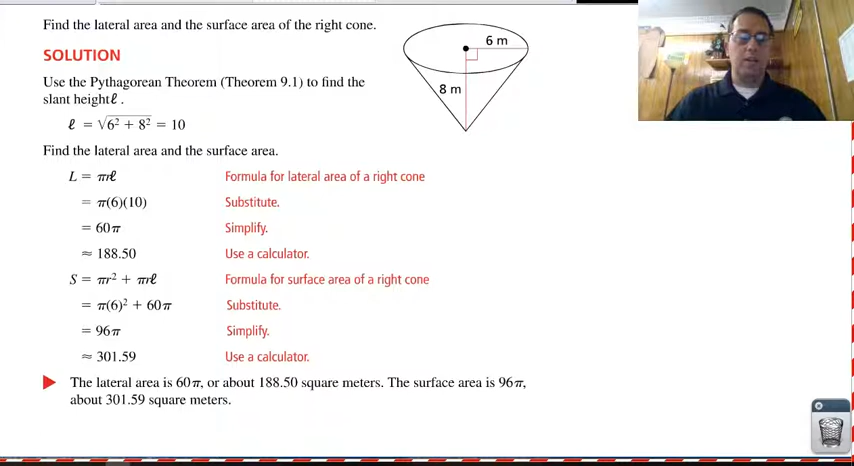 Find the lateral area and the surface area of the right cone.
6 m
8 m
SOLUTION
Use the Pythagorean Theorem (Theorem 9.1) to find the
slant height ℓ .
ℓ = √6² + 8² = 10
Find the lateral area and the surface area.
L = πrℓ Formula for lateral area of a right cone
= π(6)(10) Substitute.
= 60π Simplify.
≈ 188.50 Use a calculator.
S = πr² + πrℓ Formula for surface area of a right cone
= π(6)² + 60π Substitute.
= 96π Simplify.
≈ 301.59 Use a calculator.
The lateral area is 60π, or about 188.50 square meters. The surface area is 96π,
about 301.59 square meters.